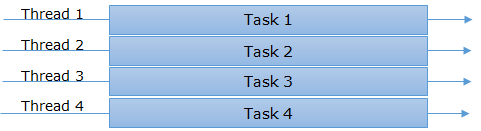 Thread 1 Task 1
Thread 2 Task 2
Thread 3 Task 3
Thread 4 Task 4